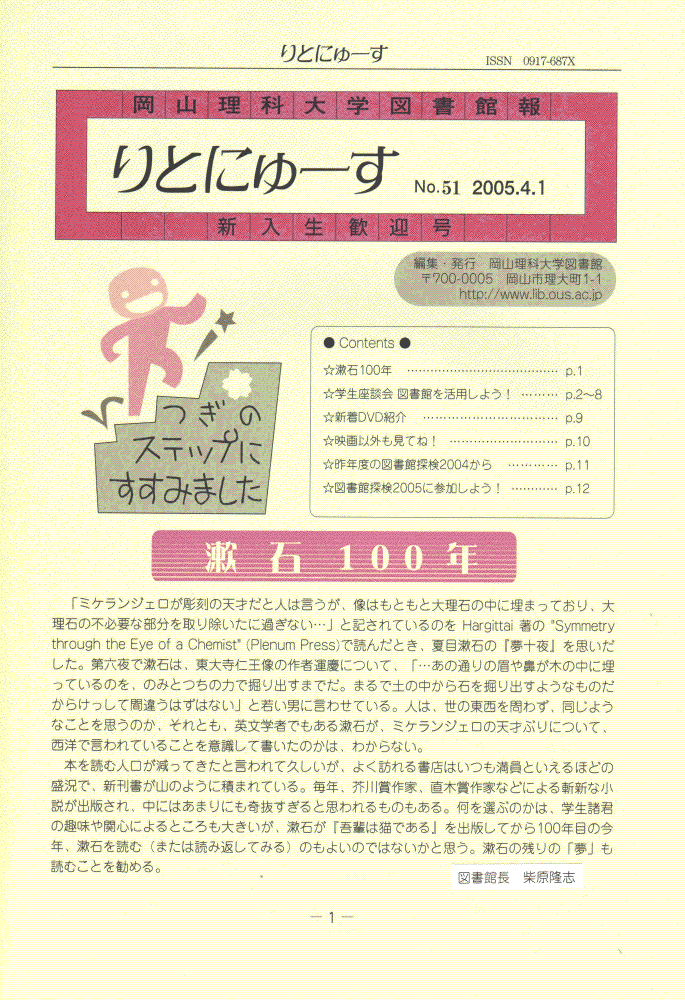 りとにゅーす
ISSN 0917-687X
岡山理科大学図書館報
りとにゅーす No.51 2005.4.1
新入生歓迎号
編集・発行 岡山理科大学図書館
〒700-0005 岡山市理大町1-1
http://www.lib.ous.ac.jp
つぎの
ステップに
すすみました
● Contents ●
☆漱石100年 ………………………………… p.1
☆学生座談会 図書館を活用しよう！ ……… p.2〜8
☆新着DVD紹介 …………………………… p.9
☆映画以外も見てね！ ……………………… p.10
☆昨年度の図書館探検2004から ………… p.11
☆図書館探検2005に参加しよう！ ………… p.12
漱石100年
「ミケランジェロが彫刻の天才だと人は言うが、像はもともと大理石の中に埋まっており、大
理石の不必要な部分を取り除いたに過ぎない…」と記されているのを Hargittai 著の "Symmetry
through the Eye of a Chemist" (Plenum Press)で読んだとき、夏目漱石の『夢十夜』を思いだ
した。第六夜で漱石は、東大寺仁王像の作者運慶について、「…あの通りの眉や鼻が木の中に埋
っているのを、のみとつちの力で掘り出すまでだ。まるで土の中から石を掘り出すようなものだ
からけっして間違うはずはない」と若い男に言わせている。人は、世の東西を問わず、同じよう
なことを思うのか、それとも、英文学者でもある漱石が、ミケランジェロの天才ぶりについて、
西洋で言われていることを意識して書いたのかは、わからない。
本を読む人口が減ってきたと言われて久しいが、よく訪れる書店はいつも満員といえるほどの
盛況で、新刊書が山のように積まれている。毎年、芥川賞作家、直木賞作家などによる斬新な小
説が出版され、中にはあまりにも奇抜すぎると思われるものもある。何を選ぶのかは、学生諸君
の趣味や関心によるところも大きいが、漱石が『吾輩は猫である』を出版してから100年目の今
年、漱石を読む（または読み返してみる）のもよいのではないかと思う。漱石の残りの「夢」も
読むことを勧める。
図書館長 柴原隆志
― 1 ―